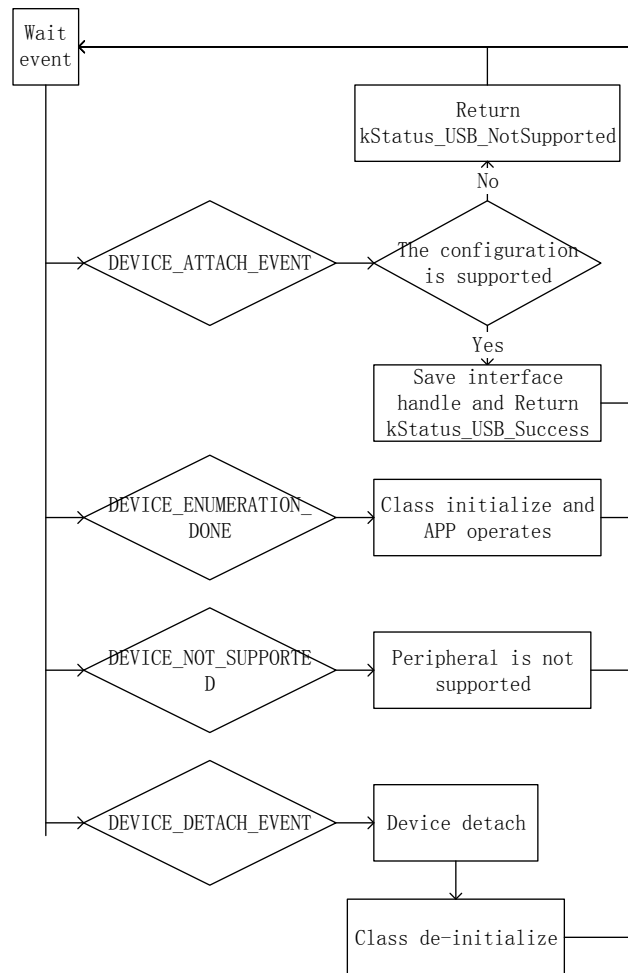 Wait
event
Return
kStatus_USB_NotSupported
No
DEVICE_ATTACH_EVENT
The configuration
is supported
Yes
Save interface
handle and Return
kStatus_USB_Success
DEVICE_ENUMERATION_
DONE
Class initialize and
APP operates
DEVICE_NOT_SUPPORTE
D
Peripheral is not
supported
DEVICE_DETACH_EVENT
Device detach
Class de-initialize